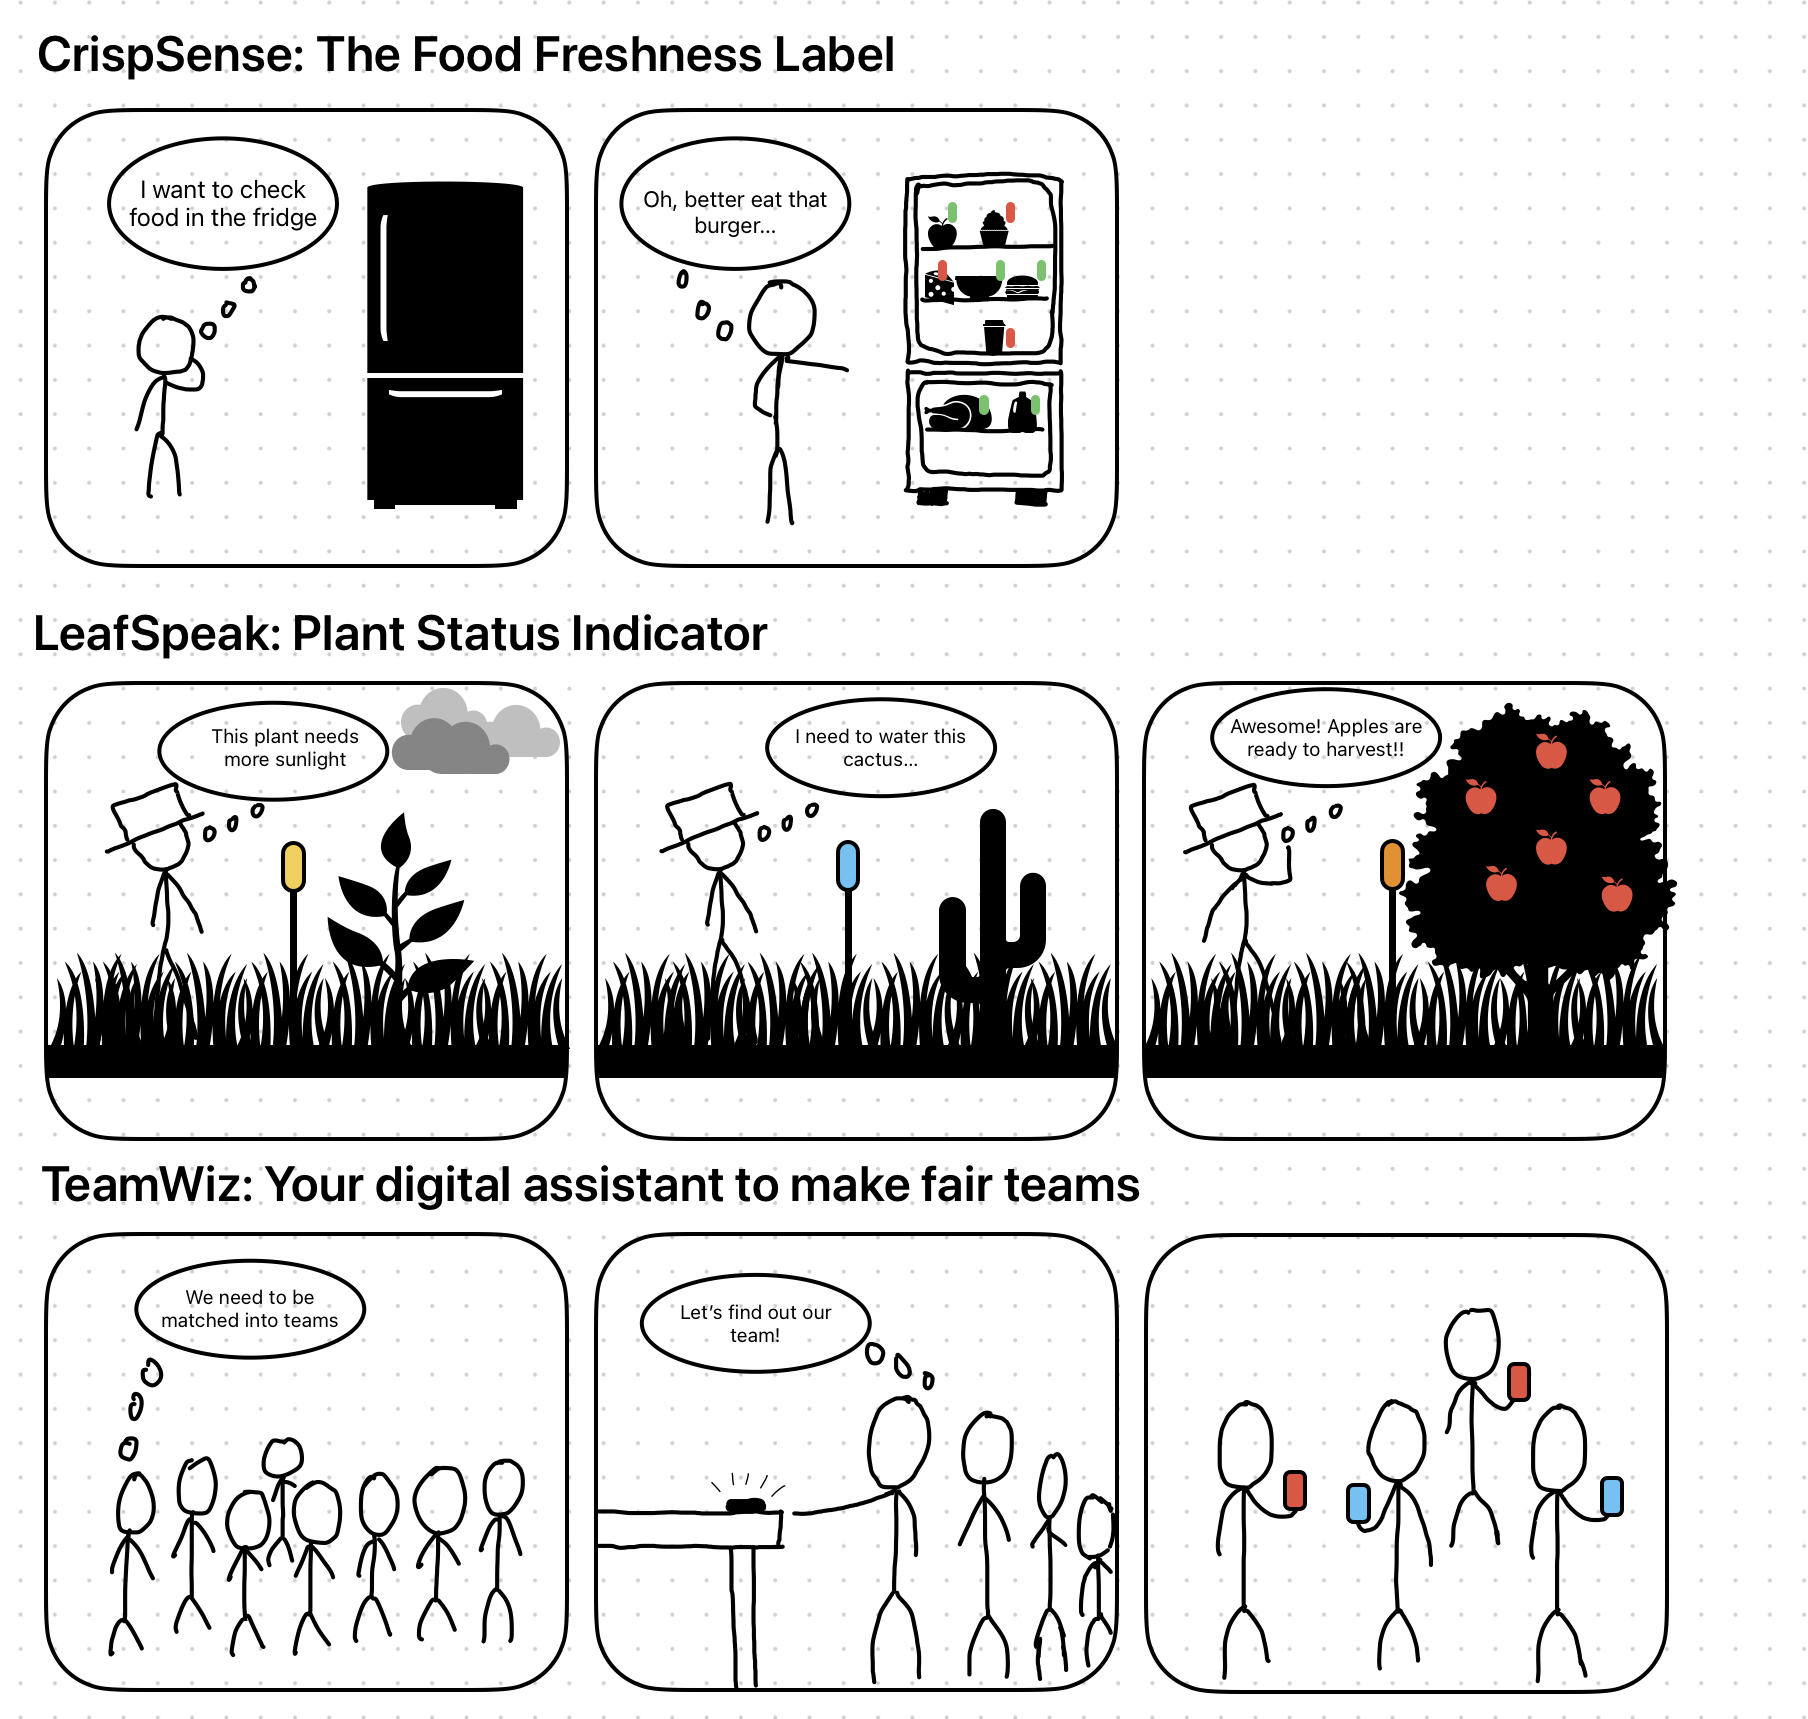 CrispSense: The Food Freshness Label
I want to check
food in the fridge
Oh, better eat that
burger...
LeafSpeak: Plant Status Indicator
This plant needs
more sunlight
I need to water this
cactus...
Awesome! Apples are
ready to harvest!!
TeamWiz: Your digital assistant to make fair teams
We need to be
matched into teams
Let's find out our
team!